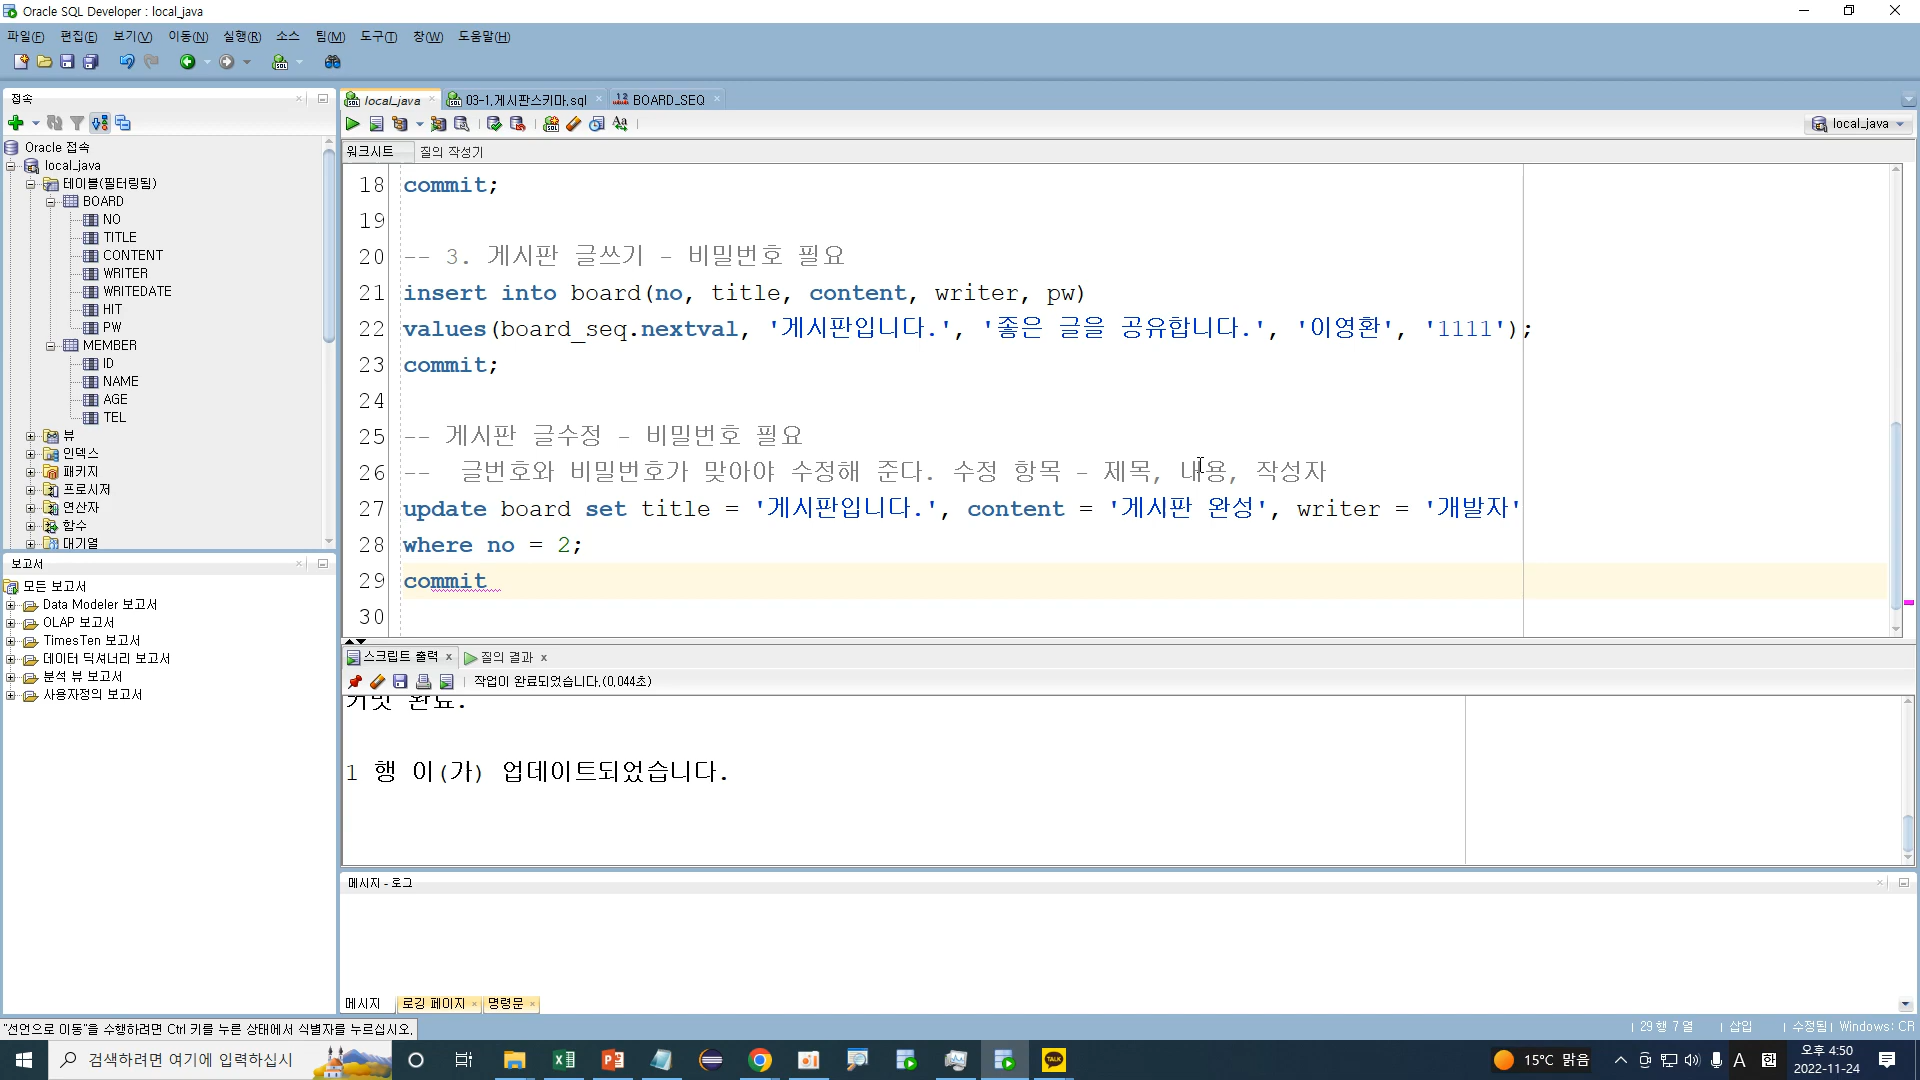 Oracle SQL Developer : local_java
파일(F) 편집(E) 보기(V) 이동(N) 실행(R) 소스 팀(M) 도구(T) 창(W) 도움말(H)
접속
local_java 03-1.게시판스키마.sql BOARD_SEQ
local_java
워크시트 질의 작성기
Oracle 접속
local_java
테이블(필터링됨)
BOARD
NO
TITLE
CONTENT
WRITER
WRITEDATE
HIT
PW
MEMBER
ID
NAME
AGE
TEL
뷰
인덱스
패키지
프로시저
연산자
함수
대기열
18 commit;
19
20 -- 3. 게시판 글쓰기 - 비밀번호 필요
21 insert into board(no, title, content, writer, pw)
22 values(board_seq.nextval, '게시판입니다.', '좋은 글을 공유합니다.', '이영환', '1111');
23 commit;
24
25 -- 게시판 글수정 - 비밀번호 필요
26 -- 글번호와 비밀번호가 맞아야 수정해 준다. 수정 항목 - 제목, 내용, 작성자
27 update board set title = '게시판입니다.', content = '게시판 완성', writer = '개발자'
28 where no = 2;
29 commit
30
보고서
모든 보고서
Data Modeler 보고서
OLAP 보고서
TimesTen 보고서
데이터 딕셔너리 보고서
분석 뷰 보고서
사용자정의 보고서
스크립트 출력 질의 결과
작업이 완료되었습니다.(0.044초)
커밋 완료.
1 행 이(가) 업데이트되었습니다.
메시지 - 로그
메시지 로깅 페이지 명령문
"선언으로 이동"을 수행하려면 Ctrl 키를 누른 상태에서 식별자를 누르십시오.
29 행 7 열 삽입 수정됨 Windows: CR
검색하려면 여기에 입력하십시
TALK
15°C 맑음
A
오후 4:50
2022-11-24